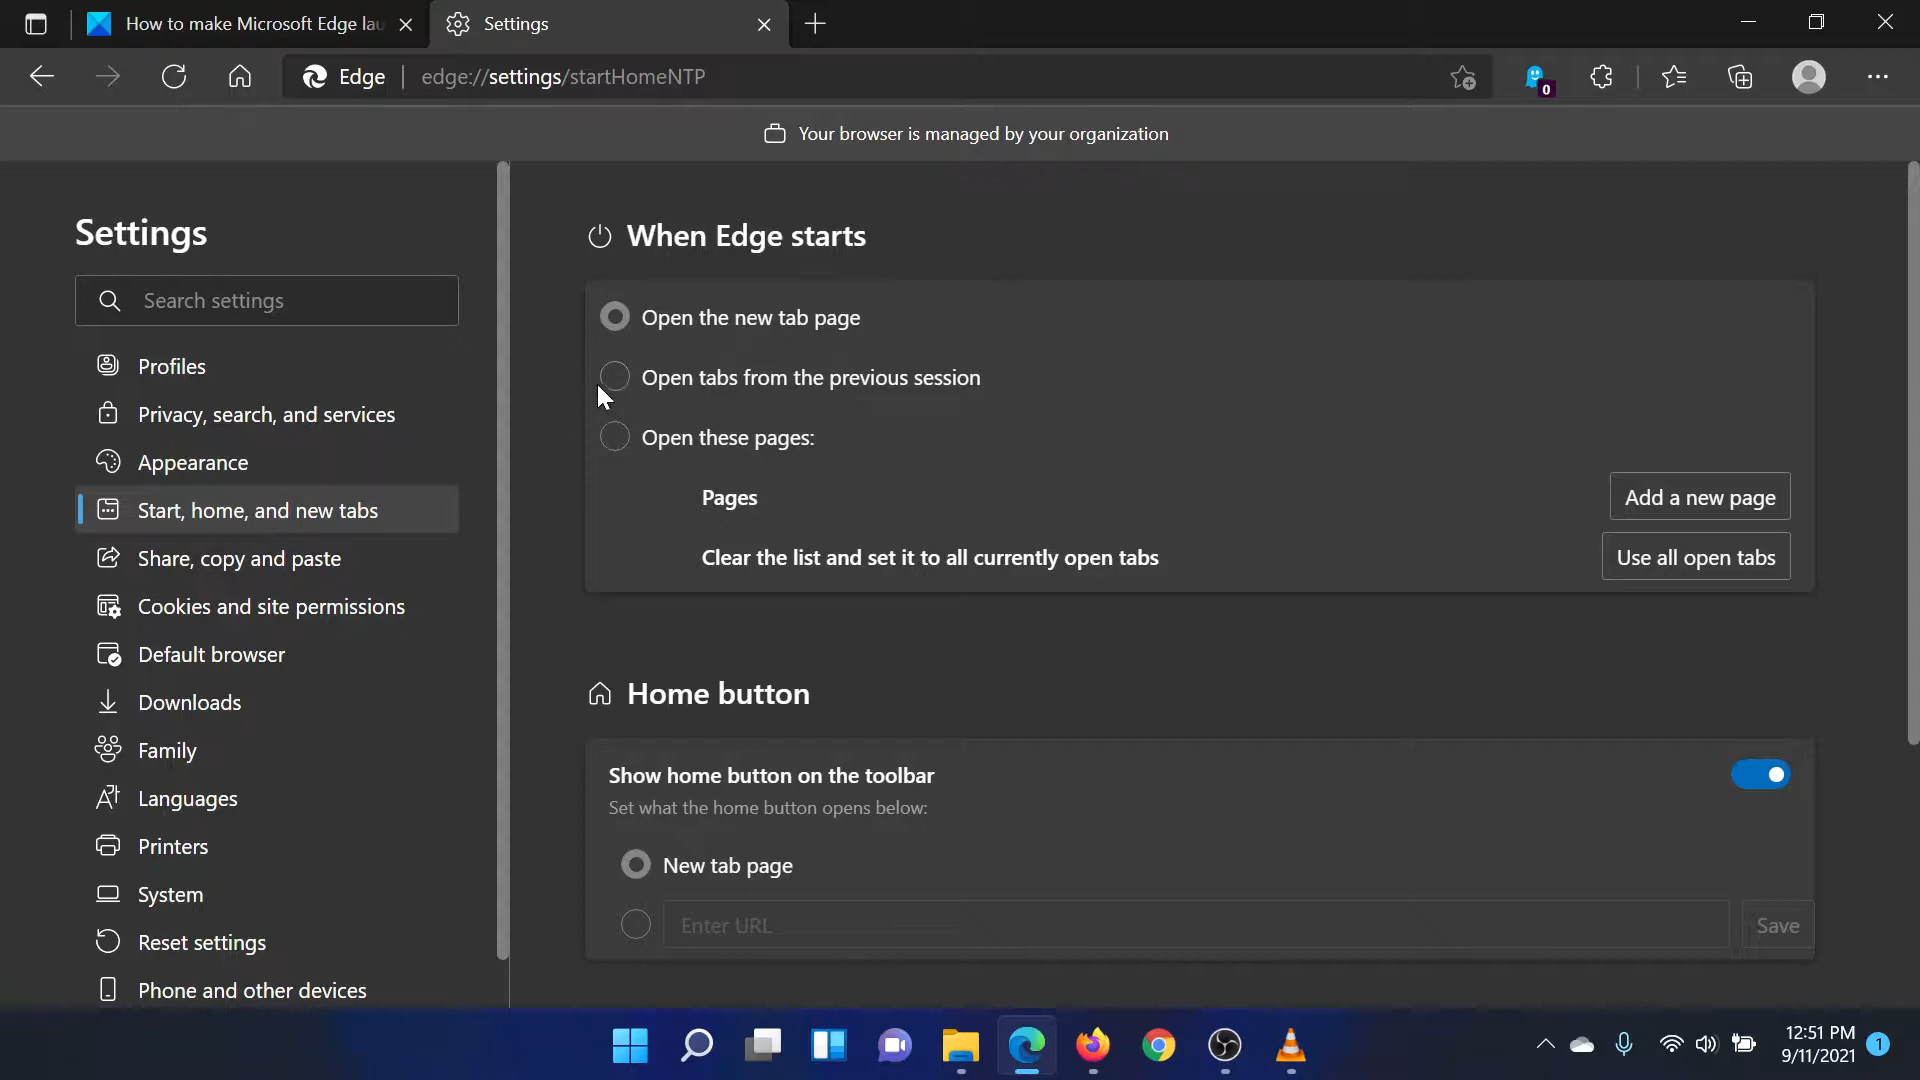 How to make Microsoft Edge lau
Settings
Edge
edge://settings/startHomeNTP
0
Your browser is managed by your organization
Settings
Search settings
Profiles
Privacy, search, and services
Appearance
Start, home, and new tabs
Share, copy and paste
Cookies and site permissions
Default browser
Downloads
Family
Languages
Printers
System
Reset settings
Phone and other devices
When Edge starts
Open the new tab page
Open tabs from the previous session
Open these pages:
Pages
Add a new page
Clear the list and set it to all currently open tabs
Use all open tabs
Home button
Show home button on the toolbar
Set what the home button opens below:
New tab page
Enter URL
Save
12:51 PM
9/11/2021
1